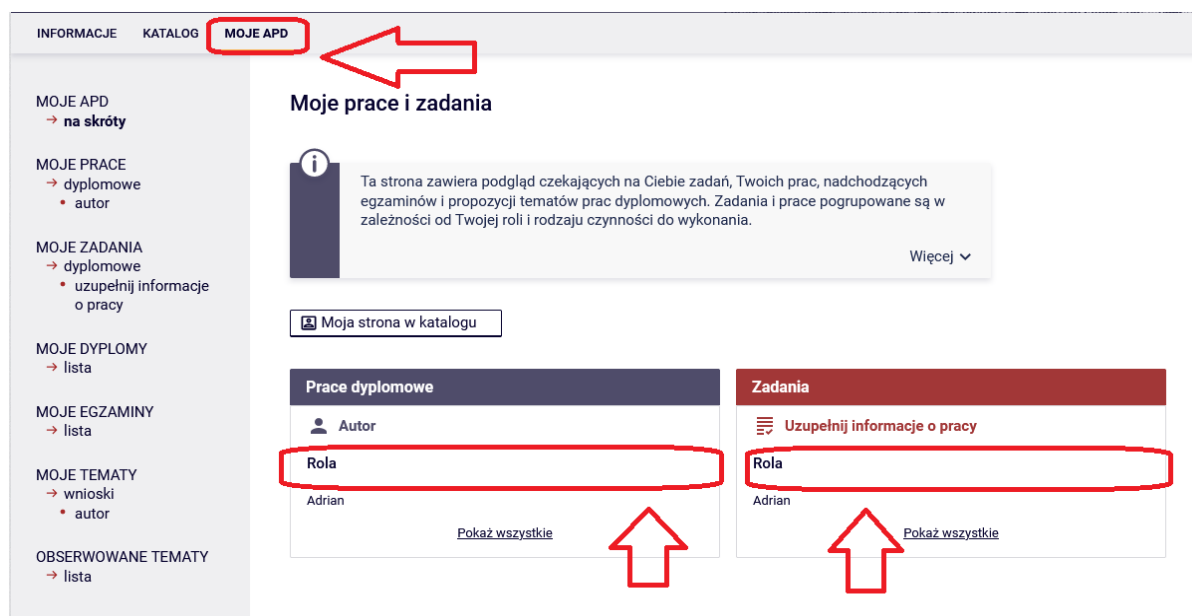 INFORMACJE KATALOG MOJE APD
MOJE APD
→ na skróty
MOJE PRACE
→ dyplomowe
• autor
MOJE ZADANIA
→ dyplomowe
• uzupełnij informacje
o pracy
MOJE DYPLOMY
→ lista
MOJE EGZAMINY
→ lista
MOJE TEMATY
→ wnioski
• autor
OBSERWOWANE TEMATY
→ lista
Moje prace i zadania
Ta strona zawiera podgląd czekających na Ciebie zadań, Twoich prac, nadchodzących
egzaminów i propozycji tematów prac dyplomowych. Zadania i prace pogrupowane są w
zależności od Twojej roli i rodzaju czynności do wykonania.
Więcej
Moja strona w katalogu
Prace dyplomowe
Autor
Rola
Adrian
Pokaż wszystkie
Zadania
Uzupełnij informacje o pracy
Rola
Adrian
Pokaż wszystkie